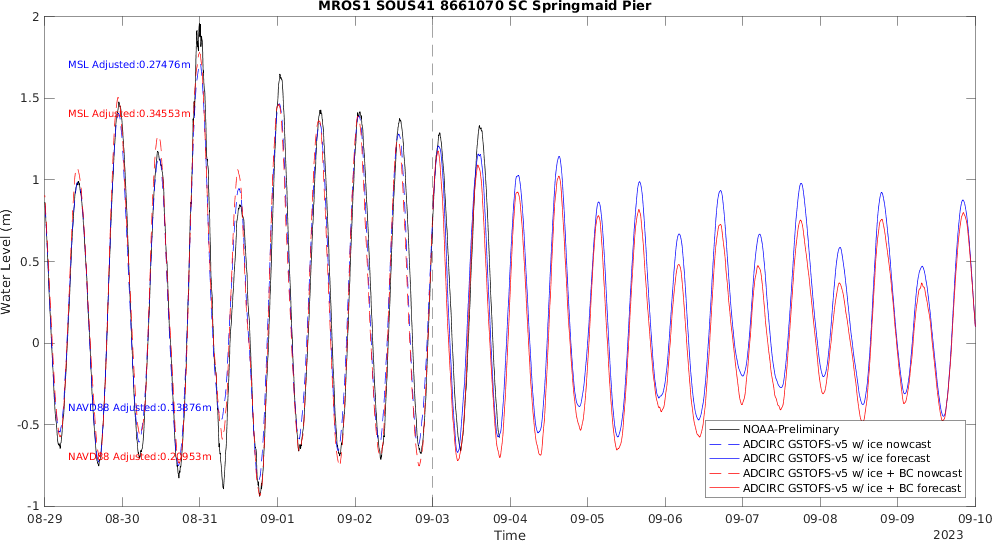 MROS1 SOUS41 8661070 SC Springmaid Pier
2
1.5
1
0.5
0
-0.5
-1
Water Level (m)
MSL Adjusted:0.27476m
MSL Adjusted:0.34553m
NAVD88 Adjusted:0.13876m
NAVD88 Adjusted:0.20953m
NOAA-Preliminary
ADCIRC GSTOFS-v5 w/ ice nowcast
ADCIRC GSTOFS-v5 w/ ice forecast
ADCIRC GSTOFS-v5 w/ ice + BC nowcast
ADCIRC GSTOFS-v5 w/ ice + BC forecast
08-29 08-30 08-31 09-01 09-02 09-03 09-04 09-05 09-06 09-07 09-08 09-09 09-10
Time
2023